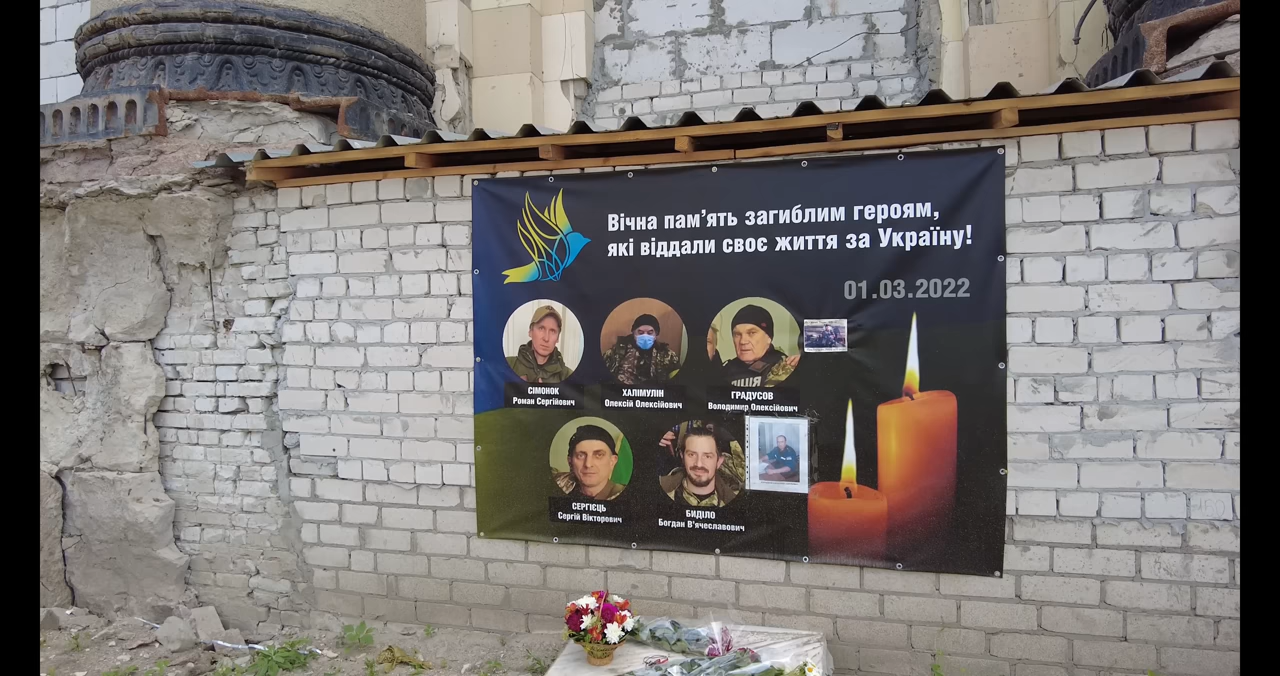 Вічна пам’ять загиблим героям,
які віддали своє життя за Україну!
01.03.2022
СІМОНОК
Роман Сергійович
ХАЛІМУЛІН
Олексій Олексійович
ГРАДУСОВ
Володимир Олексійович
СЕРГІЄЦЬ
Сергій Вікторович
БИДІЛО
Богдан В'ячеславович